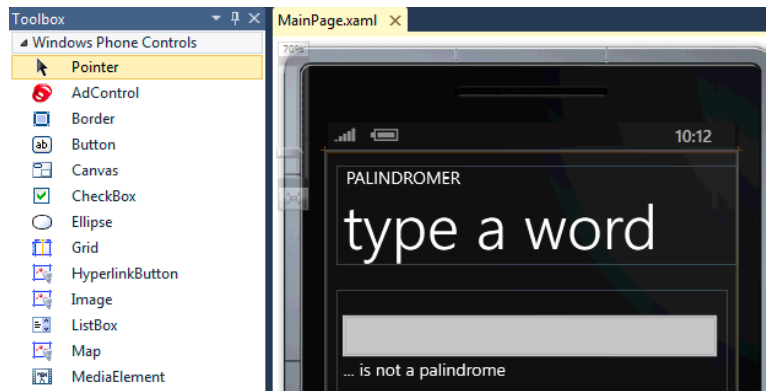 Toolbox
Windows Phone Controls
Pointer
AdControl
Border
ab Button
Canvas
CheckBox
Ellipse
Grid
HyperlinkButton
Image
ListBox
Map
MediaElement
MainPage.xaml
70%
10:12
PALINDROMER
type a word
... is not a palindrome